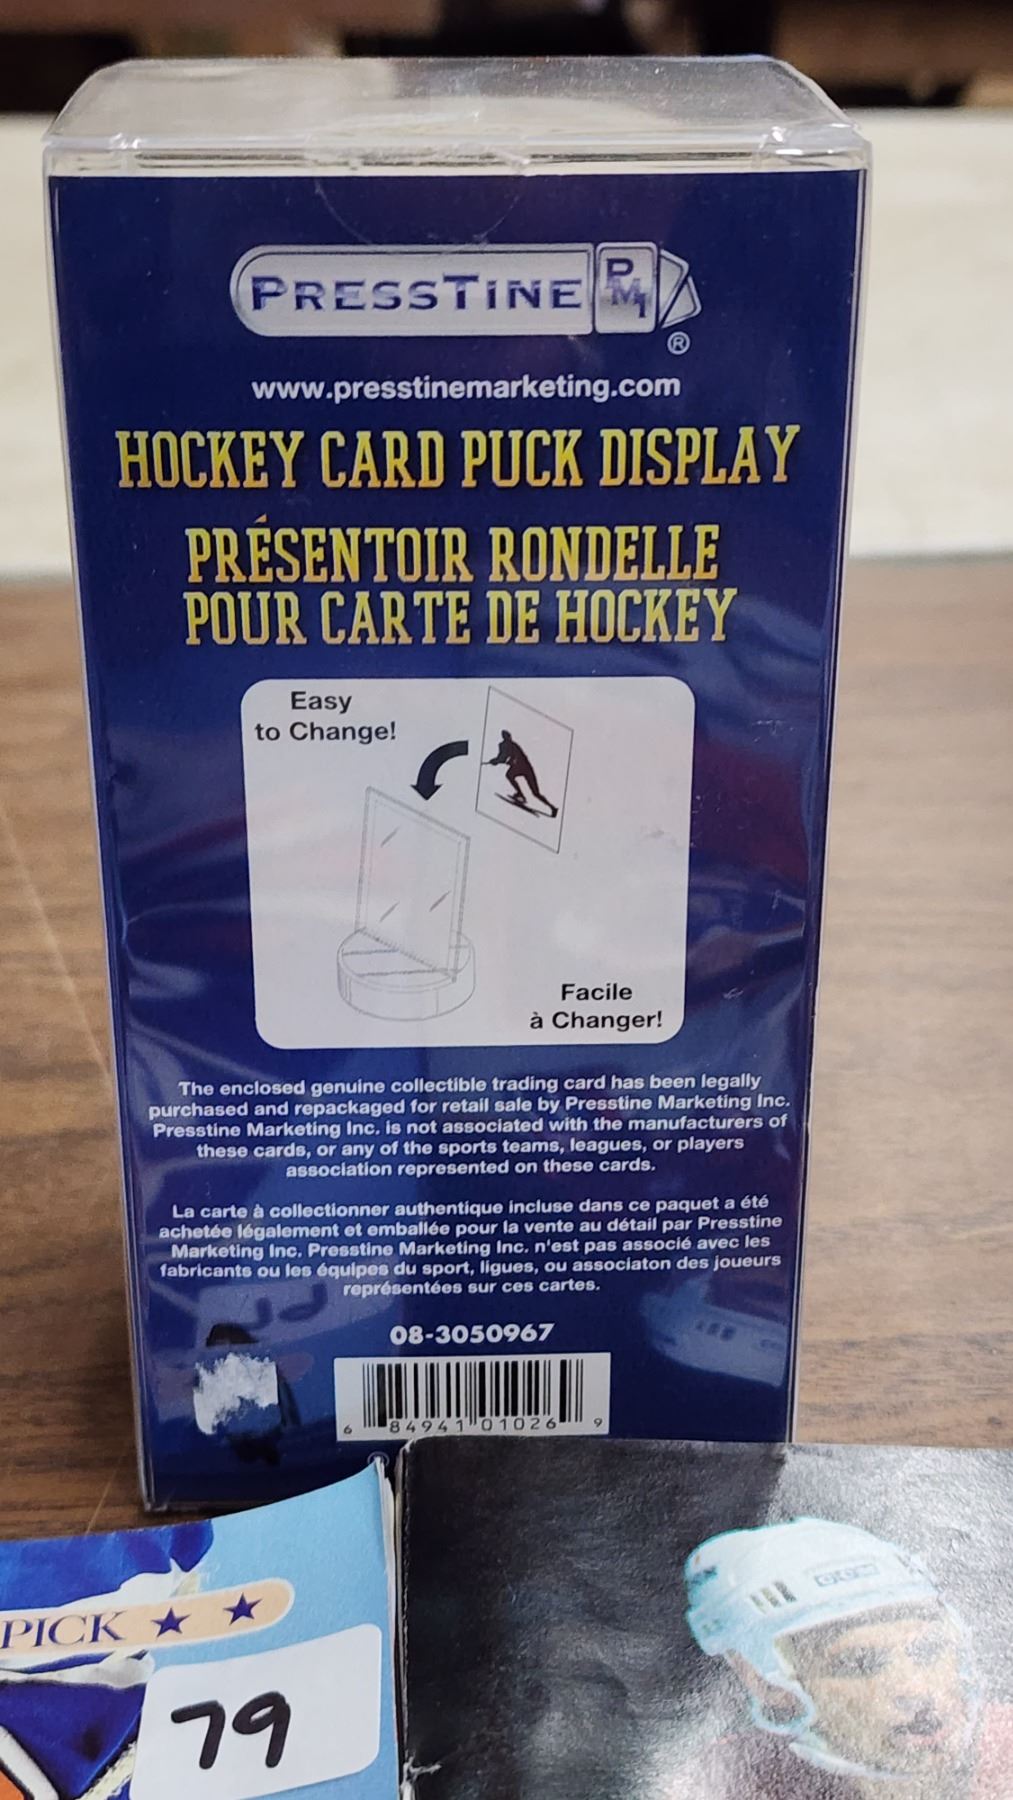 PRESSTINE PMI
®
www.presstinemarketing.com
HOCKEY CARD PUCK DISPLAY
PRÉSENTOIR RONDELLE
POUR CARTE DE HOCKEY
Easy
to Change!
Facile
à Changer!
The enclosed genuine collectible trading card has been legally
purchased and repackaged for retail sale by Presstine Marketing Inc.
Presstine Marketing Inc. is not associated with the manufacturers of
these cards, or any of the sports teams, leagues, or players
association represented on these cards.
La carte à collectionner authentique incluse dans ce paquet a été
achetée légalement et emballée pour la vente au détail par Presstine
Marketing Inc. Presstine Marketing Inc. n'est pas associé avec les
fabricants ou les équipes du sport, ligues, ou associaton des joueurs
représentées sur ces cartes.
08-3050967
6 84941 01026 9
PICK
79
CCM